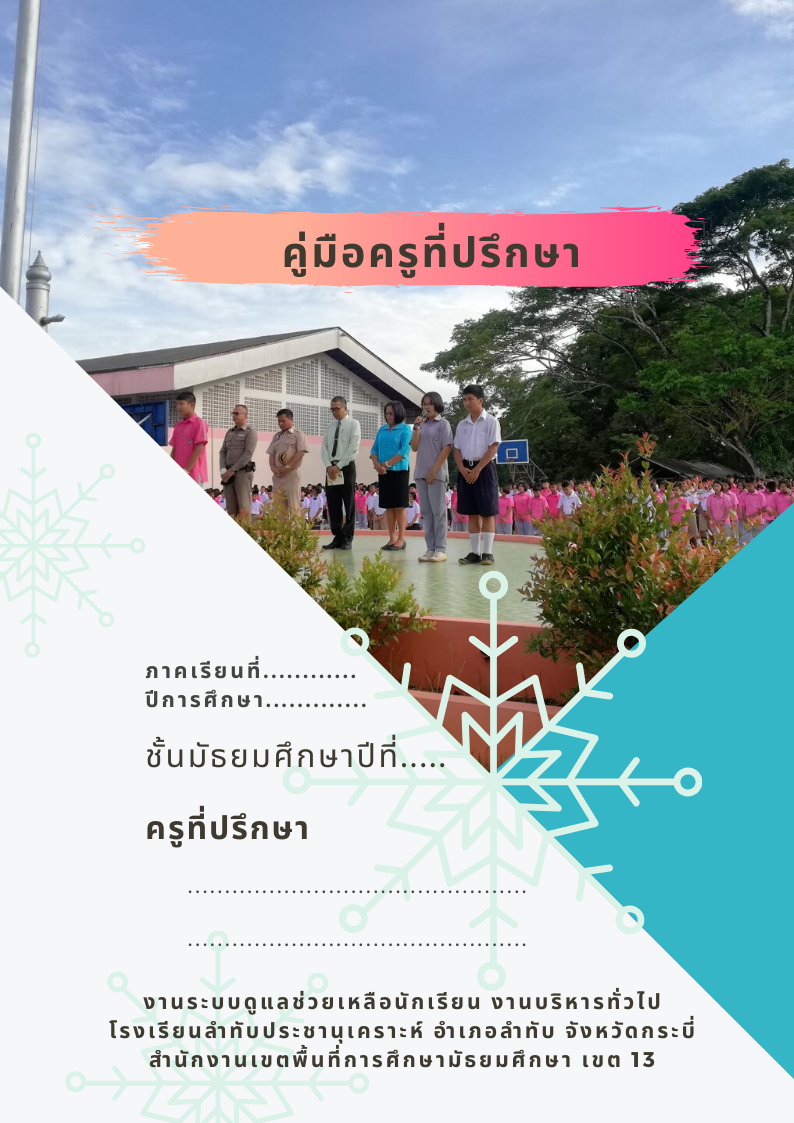 คู่มือครูที่ปรึกษา
ภาคเรียนที่............
ปีการศึกษา.............
ชั้นมัธยมศึกษาปีที่.....
ครูที่ปรึกษา
..............................................
..............................................
งานระบบดูแลช่วยเหลือนักเรียน งานบริหารทั่วไป
โรงเรียนลำทับประชานุเคราะห์ อำเภอลำทับ จังหวัดกระบี่
สำนักงานเขตพื้นที่การศึกษามัธยมศึกษา เขต 13